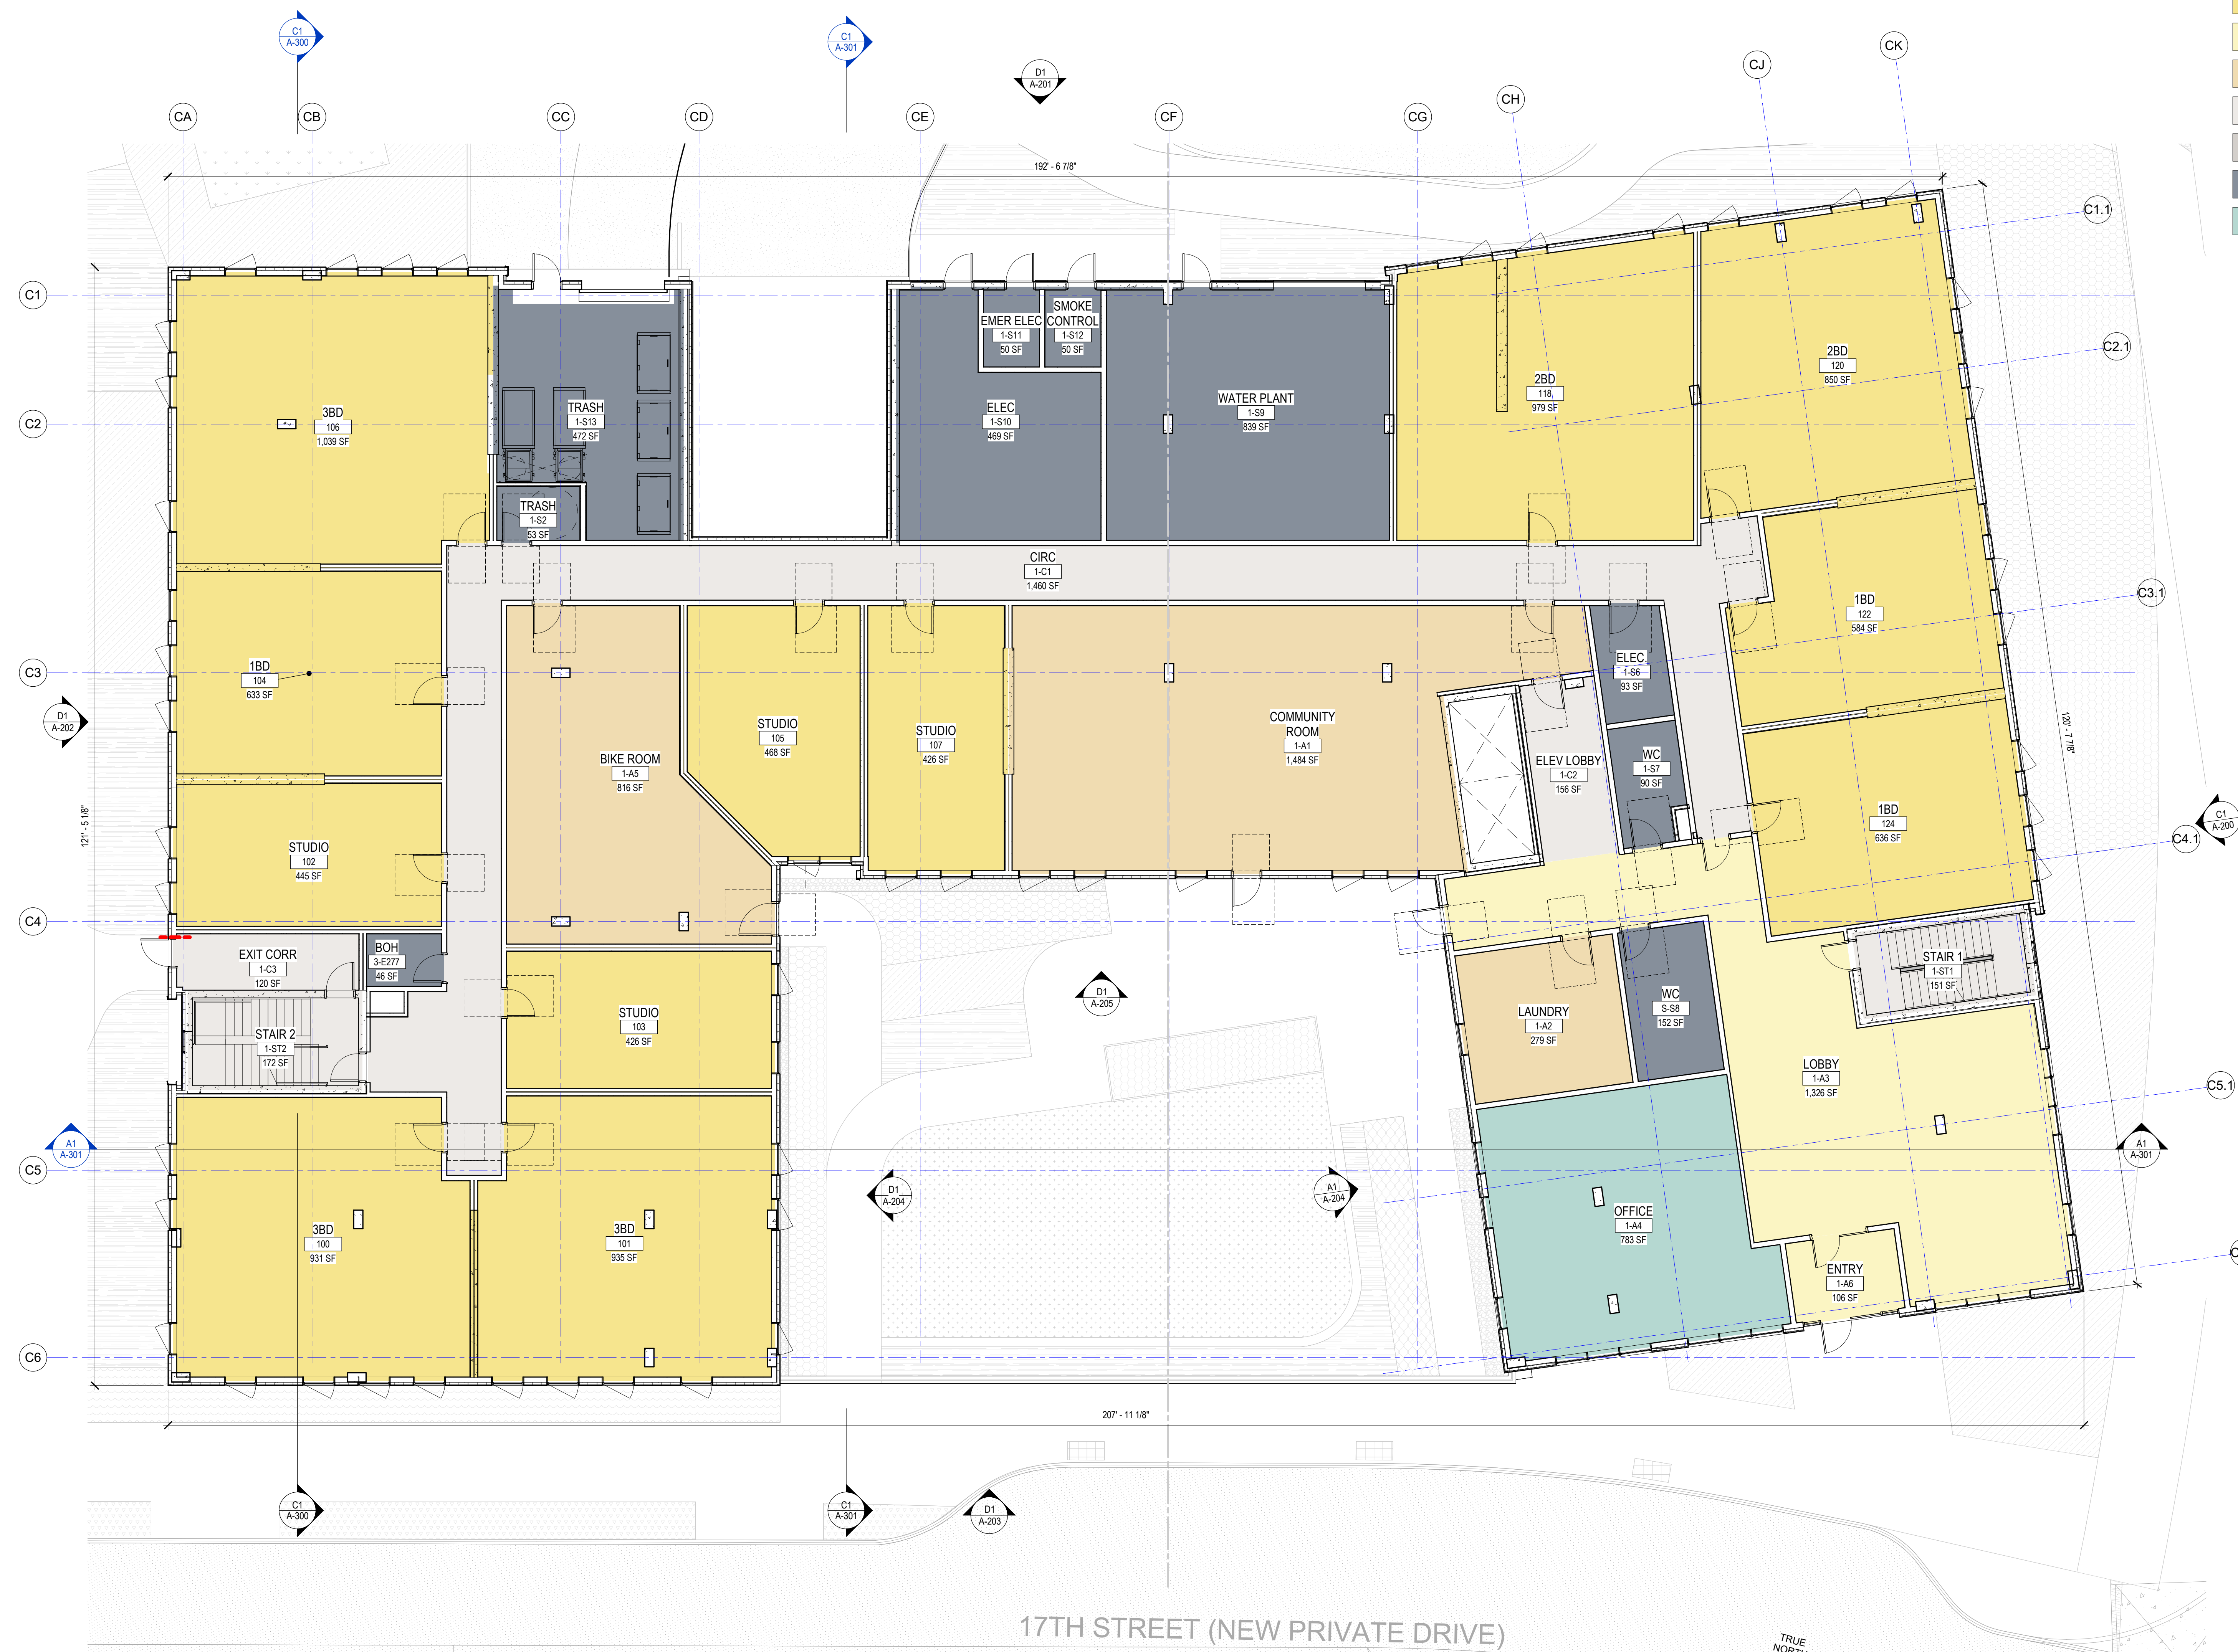 C1
A-300
C1
A-301
D1
A-201
CK
CJ
CH
CA
CB
CC
CD
CE
CF
CG
192' - 6 7/8"
C1.1
C1
C2.1
EMER ELEC
1-S11
50 SF
SMOKE
CONTROL
1-S12
50 SF
2BD
120
850 SF
2BD
118
979 SF
C2
3BD
106
1,039 SF
TRASH
1-S13
472 SF
ELEC
1-S10
469 SF
WATER PLANT
1-S9
839 SF
TRASH
1-S2
53 SF
CIRC
1-C1
1,460 SF
C3.1
1BD
122
584 SF
C3
1BD
104
633 SF
ELEC.
1-S6
93 SF
D1
A-202
STUDIO
105
468 SF
STUDIO
107
426 SF
COMMUNITY
ROOM
1-A1
1,484 SF
120' - 7 7/8"
BIKE ROOM
1-A5
816 SF
ELEV LOBBY
1-C2
156 SF
WC
1-S7
90 SF
121' - 5 1/8"
1BD
124
636 SF
C1
A-200
C4.1
STUDIO
102
445 SF
C4
EXIT CORR
1-C3
120 SF
BOH
3-E277
46 SF
STAIR 1
1-ST1
151 SF
D1
A-205
STUDIO
103
426 SF
LAUNDRY
1-A2
279 SF
WC
S-S8
152 SF
STAIR 2
1-ST2
172 SF
LOBBY
1-A3
1,326 SF
C5.1
A1
A-301
A1
A-301
C5
D1
A-204
A1
A-204
3BD
100
931 SF
3BD
101
935 SF
OFFICE
1-A4
783 SF
ENTRY
1-A6
106 SF
C6
207' - 11 1/8"
C1
A-300
C1
A-301
D1
A-203
17TH STREET (NEW PRIVATE DRIVE)
TRUE